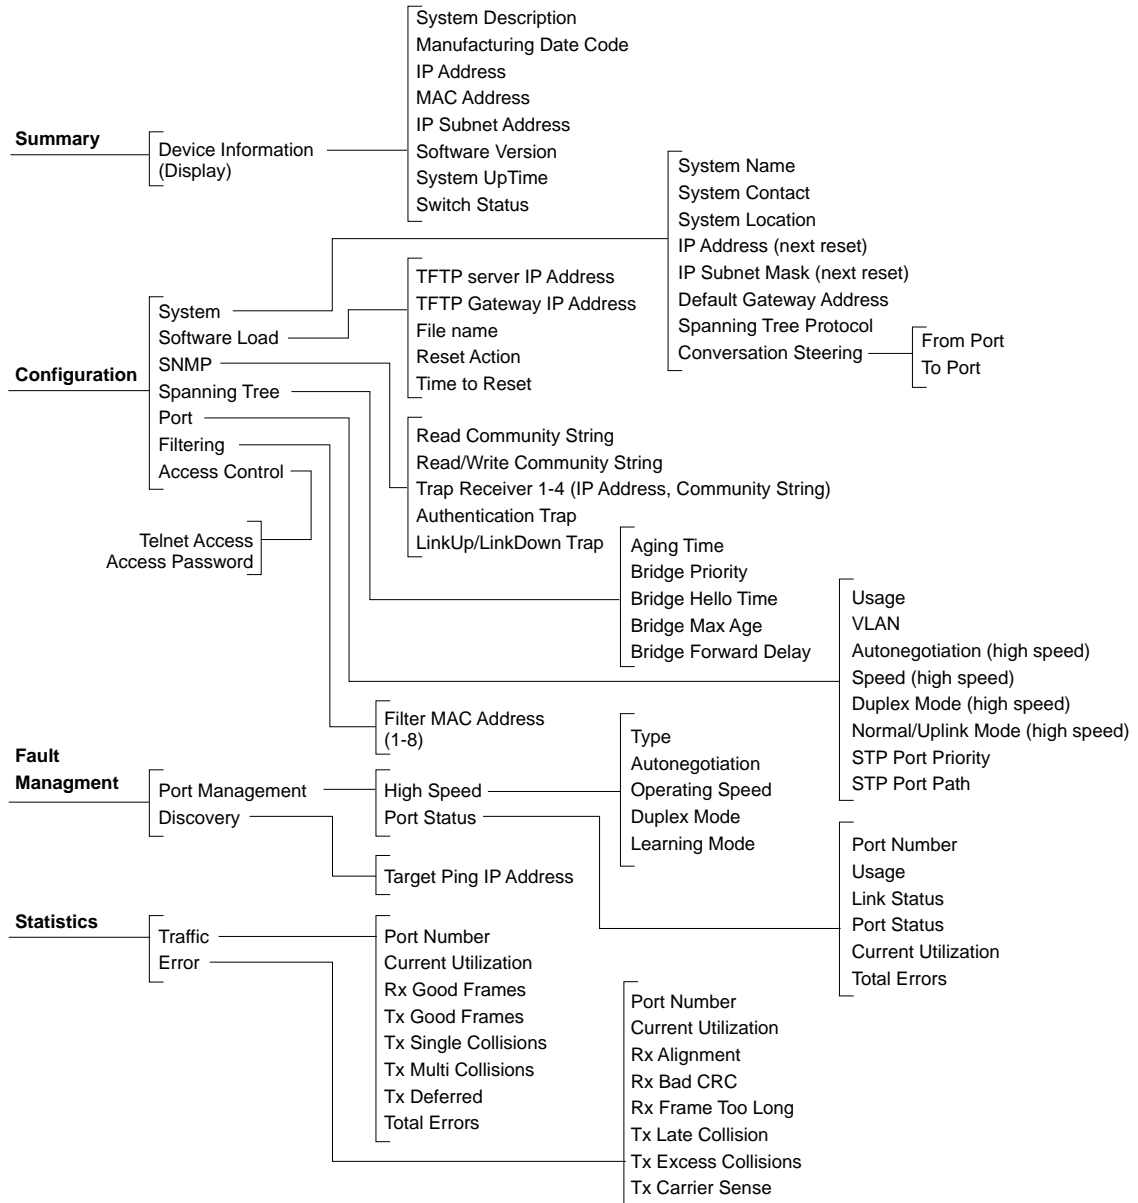 System Description
Manufacturing Date Code
IP Address
MAC Address
IP Subnet Address
Software Version
System UpTime
Switch Status
Summary
Device Information
(Display)
System Name
System Contact
System Location
IP Address (next reset)
IP Subnet Mask (next reset)
Default Gateway Address
Spanning Tree Protocol
Conversation Steering
From Port
To Port
TFTP server IP Address
TFTP Gateway IP Address
File name
Reset Action
Time to Reset
Configuration
System
Software Load
SNMP
Spanning Tree
Port
Filtering
Access Control
Read Community String
Read/Write Community String
Trap Receiver 1-4 (IP Address, Community String)
Authentication Trap
LinkUp/LinkDown Trap
Telnet Access
Access Password
Aging Time
Bridge Priority
Bridge Hello Time
Bridge Max Age
Bridge Forward Delay
Usage
VLAN
Autonegotiation (high speed)
Speed (high speed)
Duplex Mode (high speed)
Normal/Uplink Mode (high speed)
STP Port Priority
STP Port Path
Filter MAC Address
(1-8)
Fault
Managment
Port Management
Discovery
High Speed
Port Status
Type
Autonegotiation
Operating Speed
Duplex Mode
Learning Mode
Target Ping IP Address
Port Number
Usage
Link Status
Port Status
Current Utilization
Total Errors
Statistics
Traffic
Error
Port Number
Current Utilization
Rx Good Frames
Tx Good Frames
Tx Single Collisions
Tx Multi Collisions
Tx Deferred
Total Errors
Port Number
Current Utilization
Rx Alignment
Rx Bad CRC
Rx Frame Too Long
Tx Late Collision
Tx Excess Collisions
Tx Carrier Sense